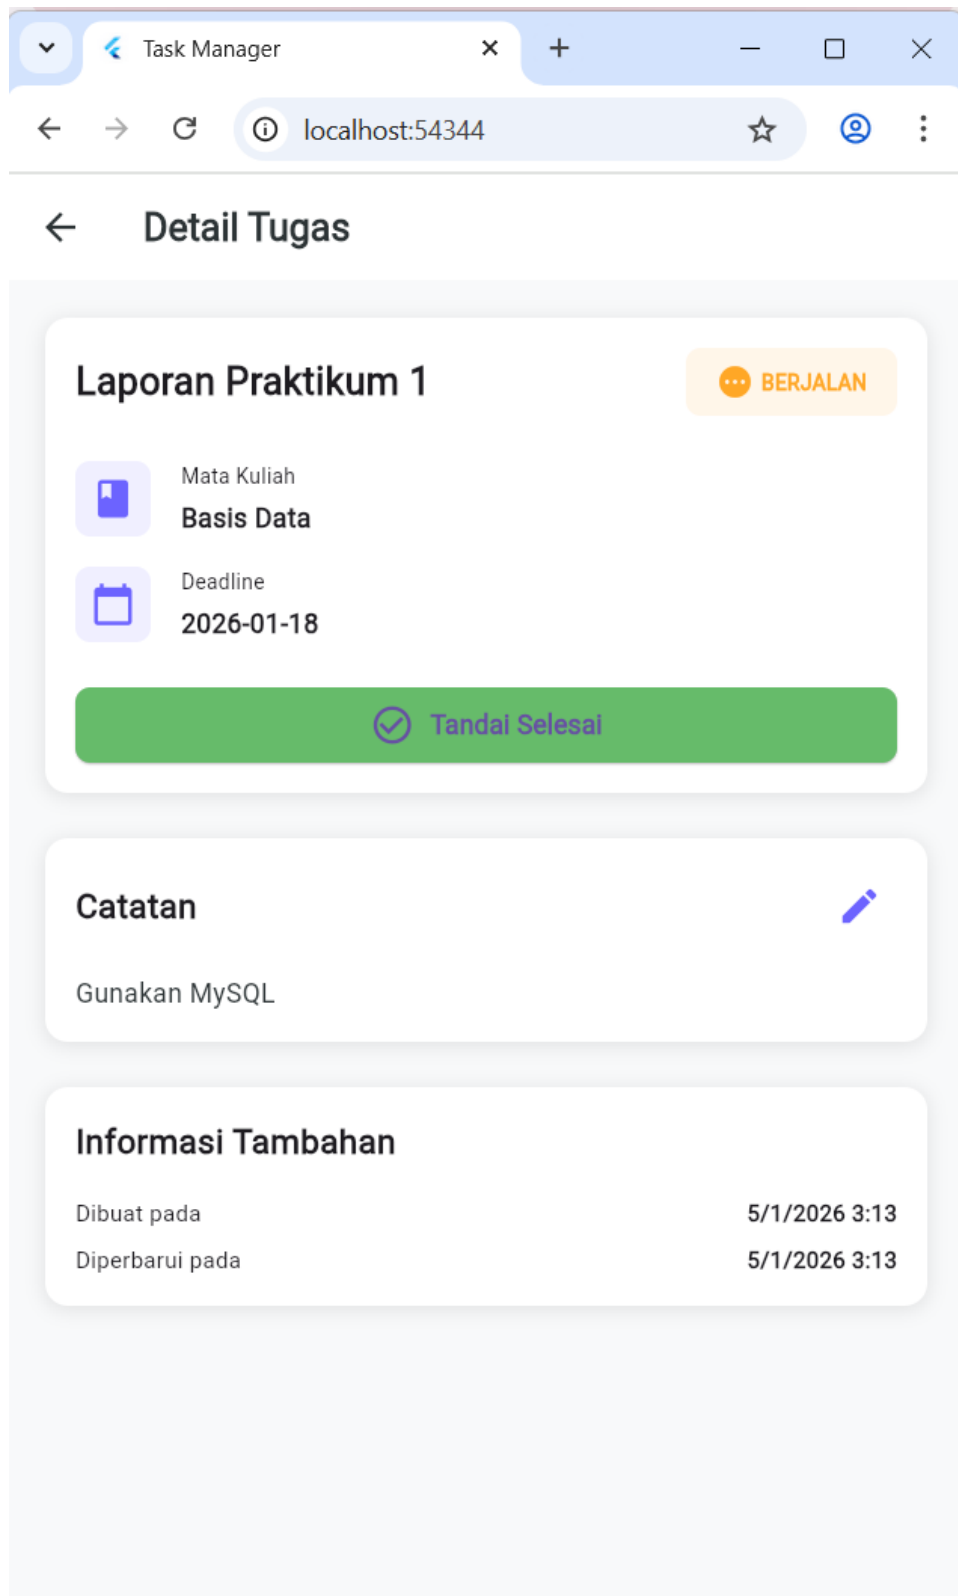 Task Manager
localhost:54344
Detail Tugas
Laporan Praktikum 1
BERJALAN
Mata Kuliah
Basis Data
Deadline
2026-01-18
Tandai Selesai
Catatan
Gunakan MySQL
Informasi Tambahan
Dibuat pada 5/1/2026 3:13
Diperbarui pada 5/1/2026 3:13